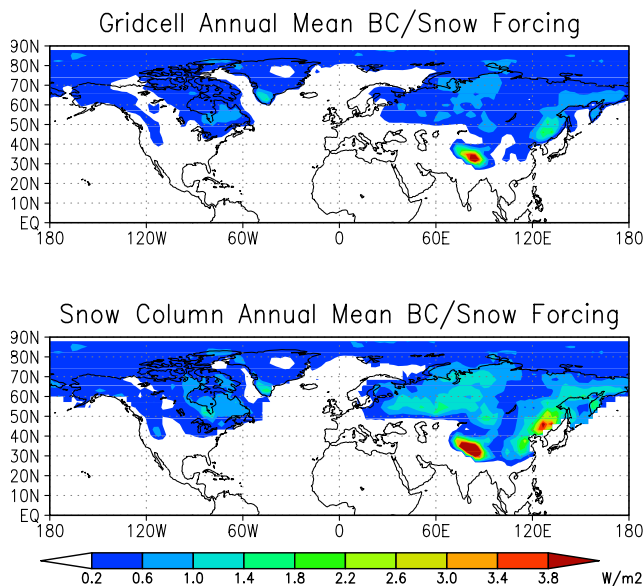 Gridcell Annual Mean BC/Snow Forcing
90N
80N
70N
60N
50N
40N
30N
20N
10N
EQ
180 120W 60W 0 60E 120E 180
Snow Column Annual Mean BC/Snow Forcing
90N
80N
70N
60N
50N
40N
30N
20N
10N
EQ
180 120W 60W 0 60E 120E 180
0.2 0.6 1.0 1.4 1.8 2.2 2.6 3.0 3.4 3.8 W/m2